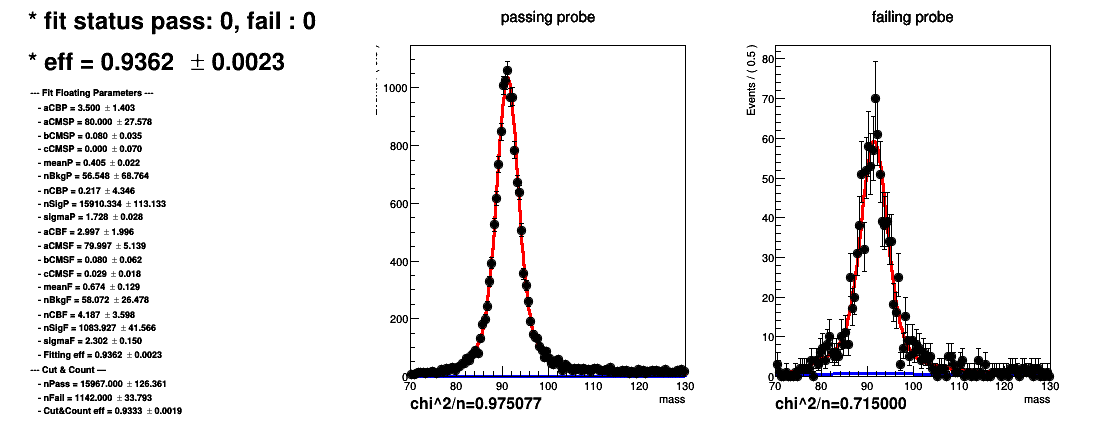 * fit status pass: 0, fail : 0
* eff = 0.9362 ± 0.0023
--- Fit Floating Parameters ---
- aCBP = 3.500 ± 1.403
- aCMSP = 80.000 ± 27.578
- bCMSP = 0.080 ± 0.035
- cCMSP = 0.000 ± 0.070
- meanP = 0.405 ± 0.022
- nBkgP = 56.548 ± 68.764
- nCBP = 0.217 ± 4.346
- nSigP = 15910.334 ± 113.133
- sigmaP = 1.728 ± 0.028
- aCBF = 2.997 ± 1.996
- aCMSF = 79.997 ± 5.139
- bCMSF = 0.080 ± 0.062
- cCMSF = 0.029 ± 0.018
- meanF = 0.674 ± 0.129
- nBkgF = 58.072 ± 26.478
- nCBF = 4.187 ± 3.598
- nSigF = 1083.927 ± 41.566
- sigmaF = 2.302 ± 0.150
- Fitting eff = 0.9362 ± 0.0023
--- Cut & Count ---
- nPass = 15967.000 ± 126.361
- nFail = 1142.000 ± 33.793
- Cut&Count eff = 0.9333 ± 0.0019
passing probe
1000
800
600
400
200
0
70 80 90 100 110 120 130
mass
chi^2/n=0.975077
failing probe
Events / ( 0.5 )
80
70
60
50
40
30
20
10
0
70 80 90 100 110 120 130
mass
chi^2/n=0.715000